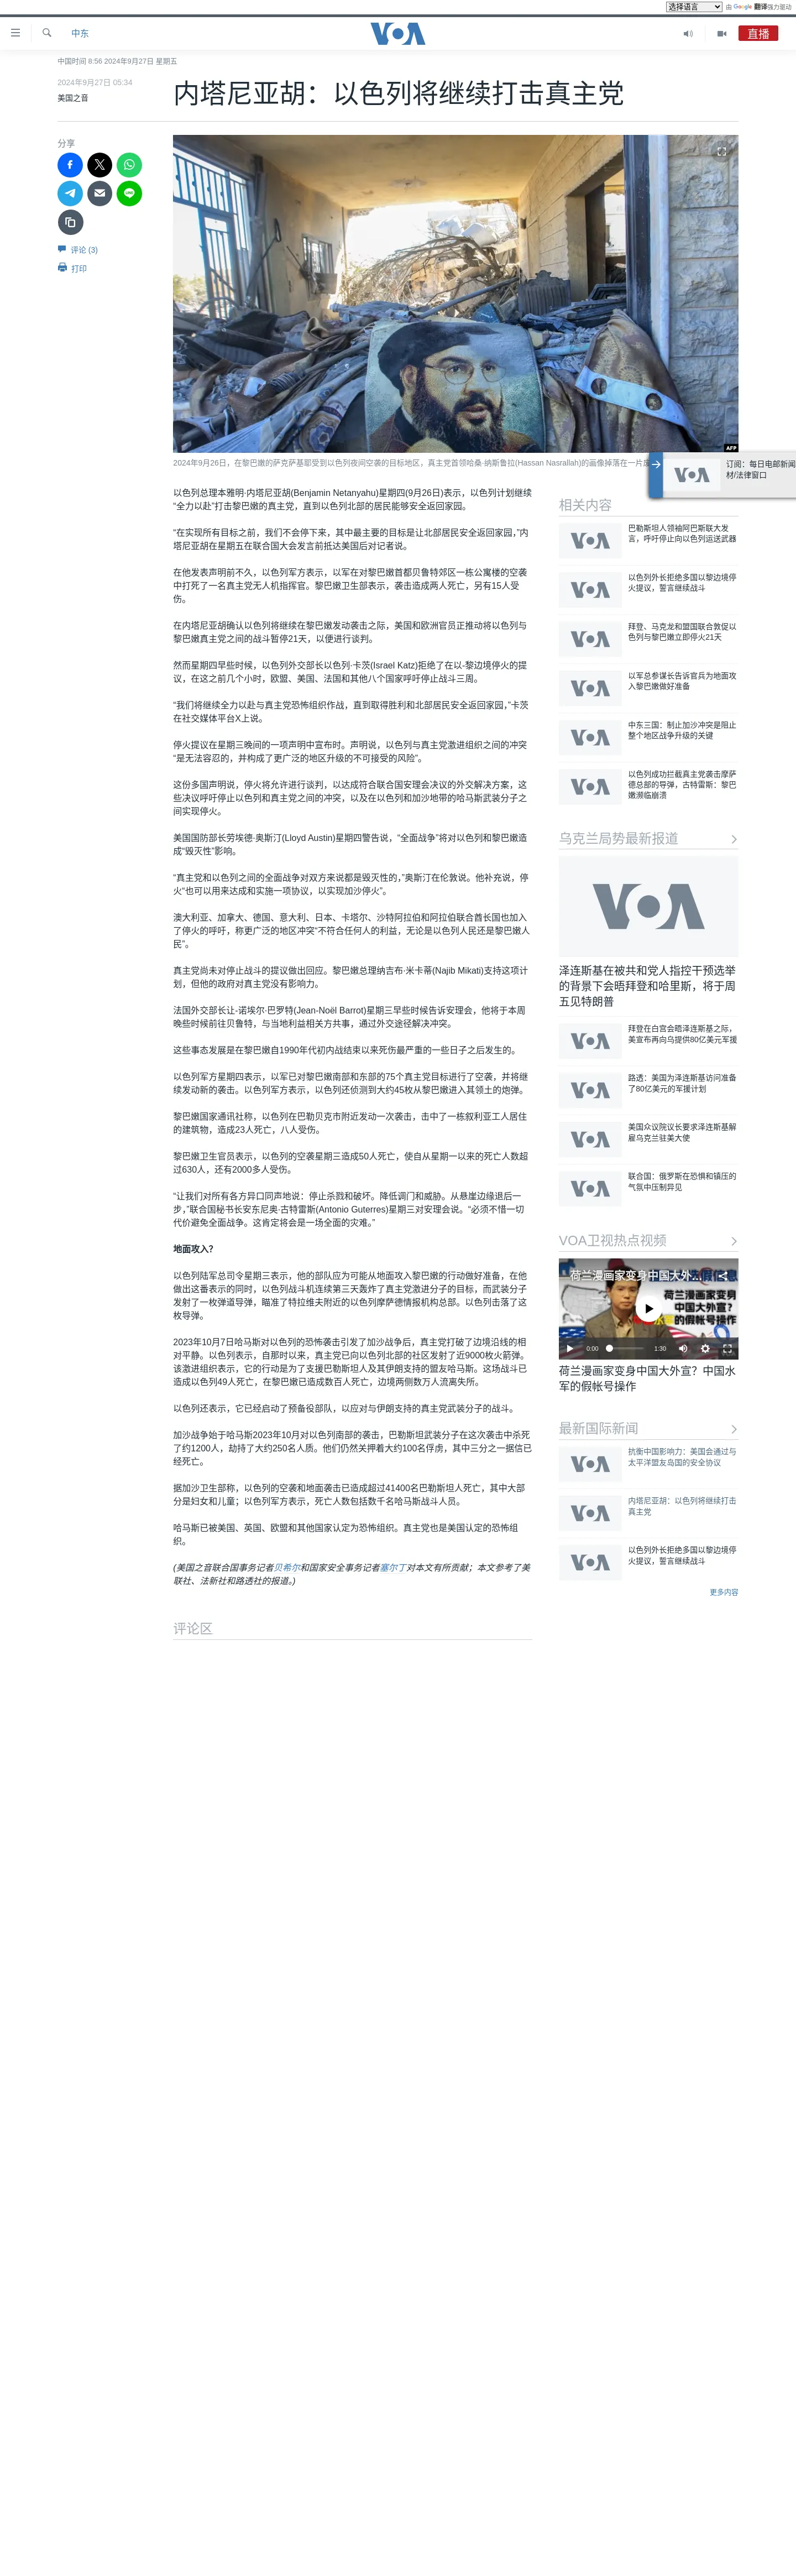 选择语言 由 Google 翻译强力驱动
中东
VOA
直播
中国时间 8:56 2024年9月27日 星期五
2024年9月27日 05:34
美国之音
内塔尼亚胡：以色列将继续打击真主党
分享
评论 (3)
打印
AFP
2024年9月26日，在黎巴嫩的萨克萨基耶受到以色列夜间空袭的目标地区，真主党首领哈桑·纳斯鲁拉(Hassan Nasrallah)的画像掉落在一片
订阅：每日电邮新闻
材/法律窗口
VOA
以色列总理本雅明·内塔尼亚胡(Benjamin Netanyahu)星期四(9月26日)表示，以色列计划继续
“全力以赴”打击黎巴嫩的真主党，直到以色列北部的居民能够安全返回家园。
“在实现所有目标之前，我们不会停下来，其中最主要的目标是让北部居民安全返回家园，”内
塔尼亚胡在星期五在联合国大会发言前抵达美国后对记者说。
在他发表声明前不久，以色列军方表示，以军在对黎巴嫩首都贝鲁特郊区一栋公寓楼的空袭
中打死了一名真主党无人机指挥官。黎巴嫩卫生部表示，袭击造成两人死亡，另有15人受
伤。
在内塔尼亚胡确认以色列将继续在黎巴嫩发动袭击之际，美国和欧洲官员正推动将以色列与
黎巴嫩真主党之间的战斗暂停21天，以便进行谈判。
然而星期四早些时候，以色列外交部长以色列·卡茨(Israel Katz)拒绝了在以-黎边境停火的提
议，在这之前几个小时，欧盟、美国、法国和其他八个国家呼吁停止战斗三周。
“我们将继续全力以赴与真主党恐怖组织作战，直到取得胜利和北部居民安全返回家园，”卡茨
在社交媒体平台X上说。
停火提议在星期三晚间的一项声明中宣布时。声明说，以色列与真主党激进组织之间的冲突
“是无法容忍的，并构成了更广泛的地区升级的不可接受的风险”。
这份多国声明说，停火将允许进行谈判，以达成符合联合国安理会决议的外交解决方案，这
些决议呼吁停止以色列和真主党之间的冲突，以及在以色列和加沙地带的哈马斯武装分子之
间实现停火。
美国国防部长劳埃德·奥斯汀(Lloyd Austin)星期四警告说，“全面战争”将对以色列和黎巴嫩造
成“毁灭性”影响。
“真主党和以色列之间的全面战争对双方来说都是毁灭性的，”奥斯汀在伦敦说。他补充说，停
火“也可以用来达成和实施一项协议，以实现加沙停火”。
澳大利亚、加拿大、德国、意大利、日本、卡塔尔、沙特阿拉伯和阿拉伯联合酋长国也加入
了停火的呼吁，称更广泛的地区冲突“不符合任何人的利益，无论是以色列人民还是黎巴嫩人
民”。
真主党尚未对停止战斗的提议做出回应。黎巴嫩总理纳吉布·米卡蒂(Najib Mikati)支持这项计
划，但他的政府对真主党没有影响力。
法国外交部长让-诺埃尔·巴罗特(Jean-Noël Barrot)星期三早些时候告诉安理会，他将于本周
晚些时候前往贝鲁特，与当地利益相关方共事，通过外交途径解决冲突。
这些事态发展是在黎巴嫩自1990年代初内战结束以来死伤最严重的一些日子之后发生的。
以色列军方星期四表示，以军已对黎巴嫩南部和东部的75个真主党目标进行了空袭，并将继
续发动新的袭击。以色列军方表示，以色列还侦测到大约45枚从黎巴嫩进入其领土的炮弹。
黎巴嫩国家通讯社称，以色列在巴勒贝克市附近发动一次袭击，击中了一栋叙利亚工人居住
的建筑物，造成23人死亡，八人受伤。
黎巴嫩卫生官员表示，以色列的空袭星期三造成50人死亡，使自从星期一以来的死亡人数超
过630人，还有2000多人受伤。
“让我们对所有各方异口同声地说：停止杀戮和破坏。降低调门和威胁。从悬崖边缘退后一
步，”联合国秘书长安东尼奥·古特雷斯(Antonio Guterres)星期三对安理会说。“必须不惜一切
代价避免全面战争。这肯定将会是一场全面的灾难。”
地面攻入？
以色列陆军总司令星期三表示，他的部队应为可能从地面攻入黎巴嫩的行动做好准备，在他
做出这番表示的同时，以色列战斗机连续第三天轰炸了真主党激进分子的目标，而武装分子
发射了一枚弹道导弹，瞄准了特拉维夫附近的以色列摩萨德情报机构总部。以色列击落了这
枚导弹。
2023年10月7日哈马斯对以色列的恐怖袭击引发了加沙战争后，真主党打破了边境沿线的相
对平静。以色列表示，自那时以来，真主党已向以色列北部的社区发射了近9000枚火箭弹。
该激进组织表示，它的行动是为了支援巴勒斯坦人及其伊朗支持的盟友哈马斯。这场战斗已
造成以色列49人死亡，在黎巴嫩已造成数百人死亡，边境两侧数万人流离失所。
以色列还表示，它已经启动了预备役部队，以应对与伊朗支持的真主党武装分子的战斗。
加沙战争始于哈马斯2023年10月对以色列南部的袭击，巴勒斯坦武装分子在这次袭击中杀死
了约1200人，劫持了大约250名人质。他们仍然关押着大约100名俘虏，其中三分之一据信已
经死亡。
据加沙卫生部称，以色列的空袭和地面袭击已造成超过41400名巴勒斯坦人死亡，其中大部
分是妇女和儿童；以色列军方表示，死亡人数包括数千名哈马斯战斗人员。
哈马斯已被美国、英国、欧盟和其他国家认定为恐怖组织。真主党也是美国认定的恐怖组
织。
(美国之音联合国事务记者贝希尔和国家安全事务记者塞尔丁对本文有所贡献；本文参考了美
联社、法新社和路透社的报道。)
评论区
相关内容
VOA
巴勒斯坦人领袖阿巴斯联大发
言，呼吁停止向以色列运送武器
VOA
以色列外长拒绝多国以黎边境停
火提议，誓言继续战斗
VOA
拜登、马克龙和盟国联合敦促以
色列与黎巴嫩立即停火21天
VOA
以军总参谋长告诉官兵为地面攻
入黎巴嫩做好准备
VOA
中东三国：制止加沙冲突是阻止
整个地区战争升级的关键
VOA
以色列成功拦截真主党袭击摩萨
德总部的导弹，古特雷斯：黎巴
嫩濒临崩溃
乌克兰局势最新报道
VOA
泽连斯基在被共和党人指控干预选举
的背景下会晤拜登和哈里斯，将于周
五见特朗普
VOA
拜登在白宫会晤泽连斯基之际，
美宣布再向乌提供80亿美元军援
VOA
路透：美国为泽连斯基访问准备
了80亿美元的军援计划
VOA
美国众议院议长要求泽连斯基解
雇乌克兰驻美大使
VOA
联合国：俄罗斯在恐惧和镇压的
气氛中压制异见
VOA卫视热点视频
荷兰漫画家变身中国大外
假信息
荷兰漫画家变身
中国大外宣？
的假帐号操作
0:00 1:30
荷兰漫画家变身中国大外宣？中国水
军的假帐号操作
最新国际新闻
VOA
抗衡中国影响力：美国会通过与
太平洋盟友岛国的安全协议
VOA
内塔尼亚胡：以色列将继续打击
真主党
VOA
以色列外长拒绝多国以黎边境停
火提议，誓言继续战斗
更多内容